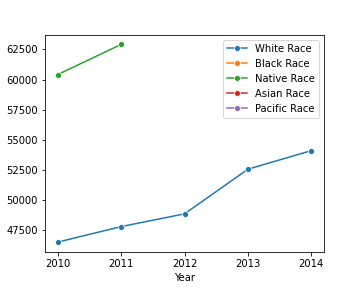 62500
60000
57500
55000
52500
50000
47500
2010 2011 2012 2013 2014
Year
White Race
Black Race
Native Race
Asian Race
Pacific Race